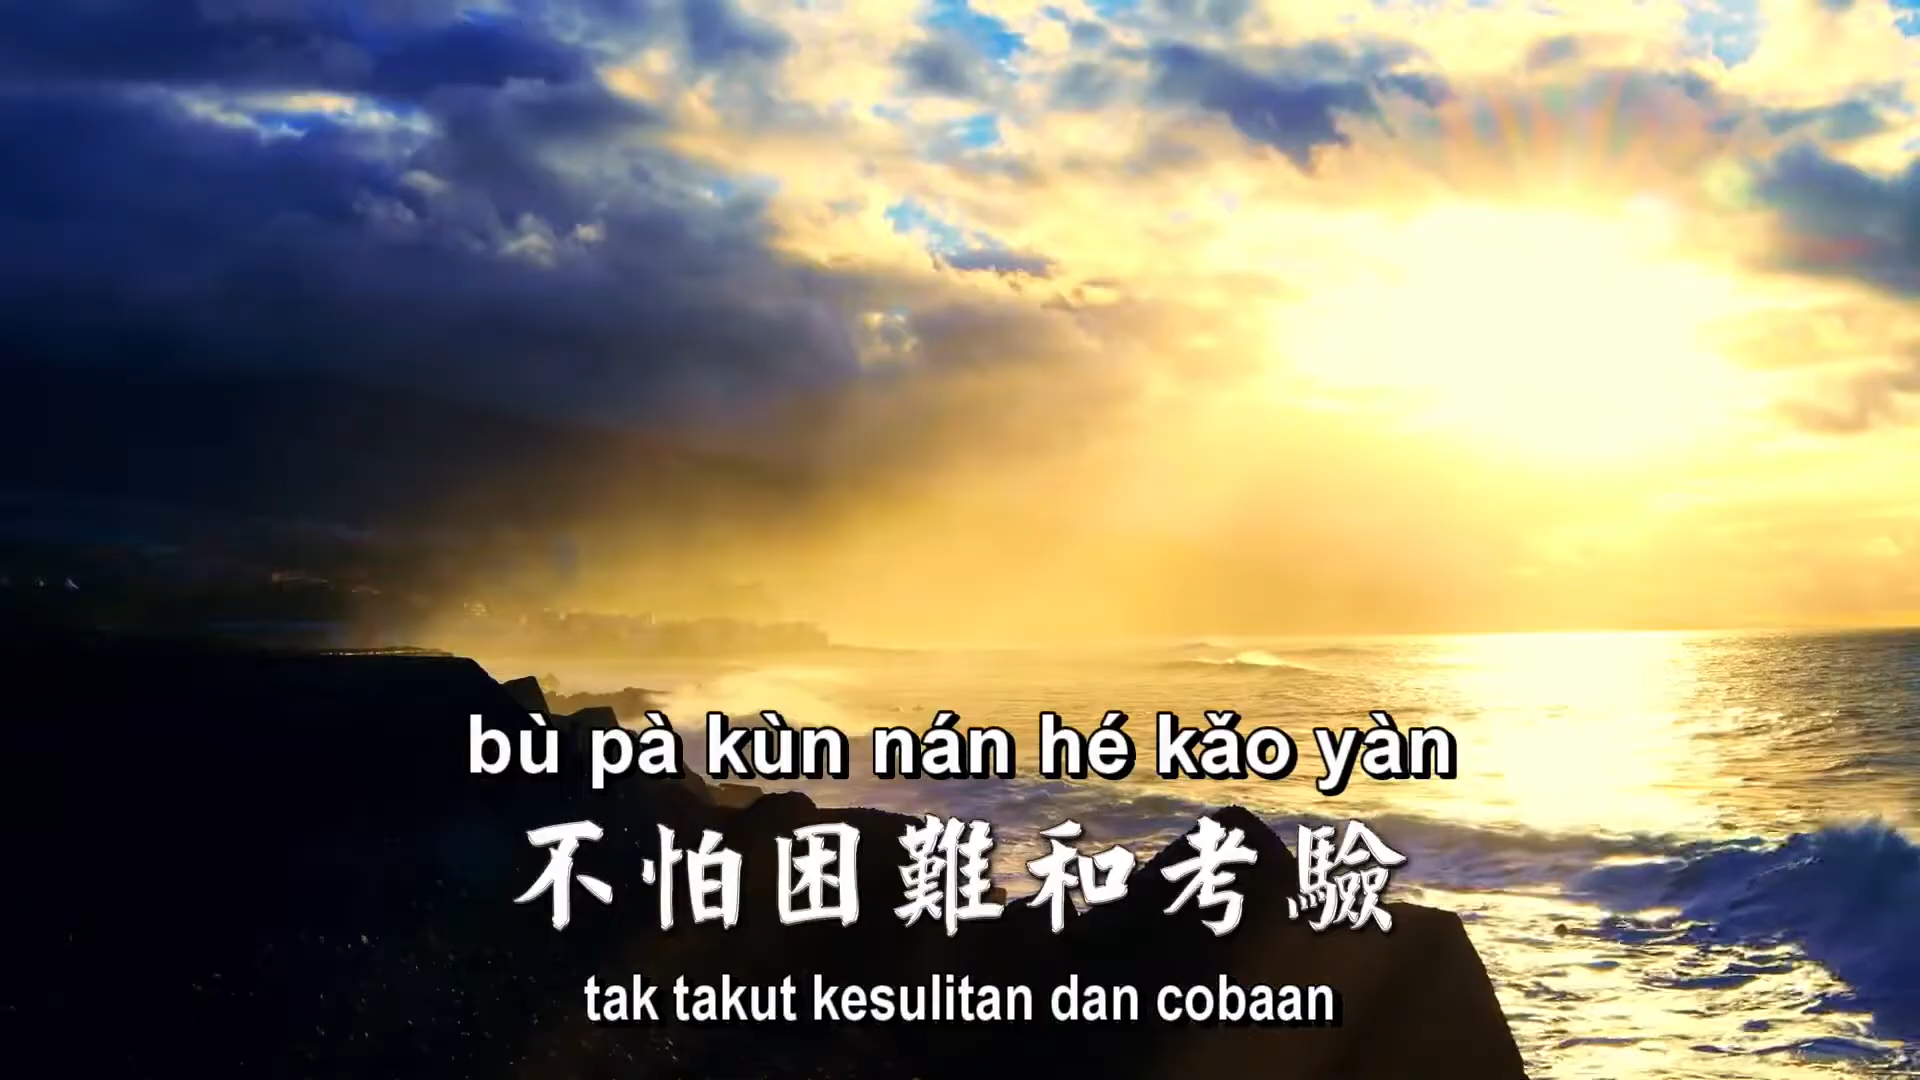 bù pà kùn nán hé kǎo yàn
不怕困難和考驗
tak takut kesulitan dan cobaan